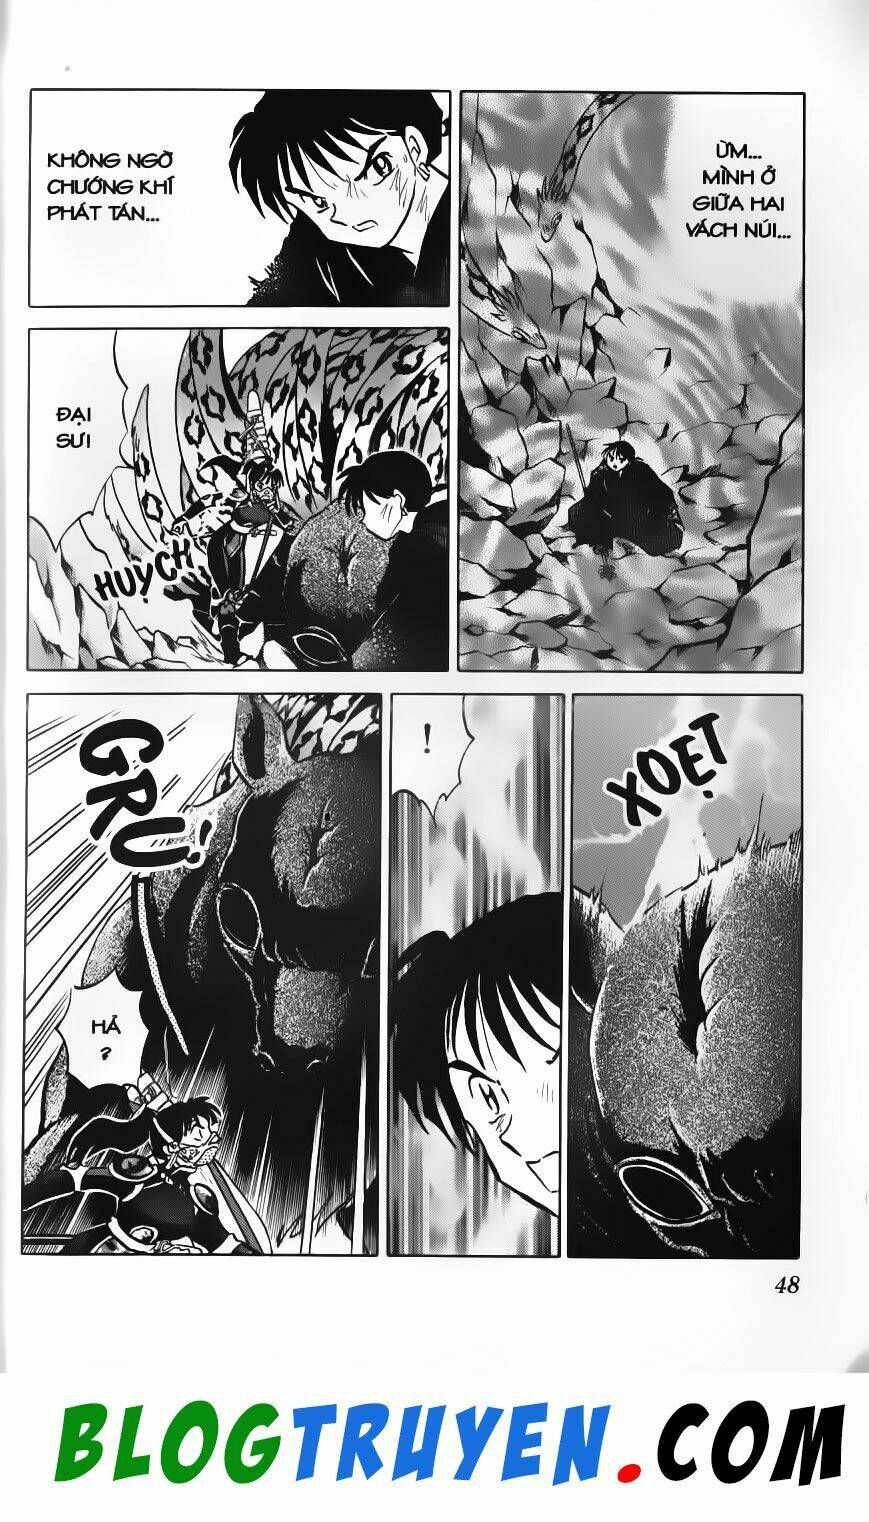 ỪM...
MÌNH Ở
GIỮA HAI
VÁCH NÚI...
KHÔNG NGỜ
CHƯỚNG KHÍ
PHÁT TÁN...
ĐẠI
SƯ!
HUỴCH
XOẸT
!
GRỪ
HẢ
?
48
BLOGTRUYEN.COM